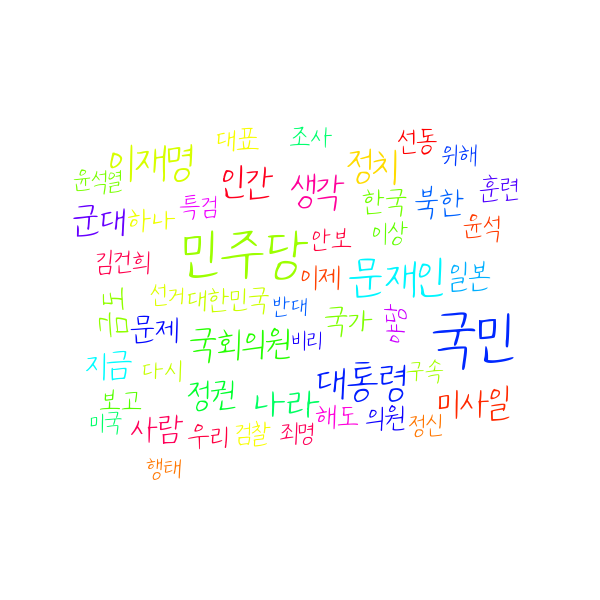 대표 조사 선동
이재명 정치 위해
윤석열 인간 생각 한국 북한 훈련
군대 하나 특검 이상 윤석
김건희 민주당 안보
이제 문재인 일본
선거 대한민국 반대
문제 국회의원 비리 국가 국민
지금 다시 대통령 구속
보고 정권 나라 미사일
미국 사람 우리 검찰 죄명 해도 의원 정신
행태